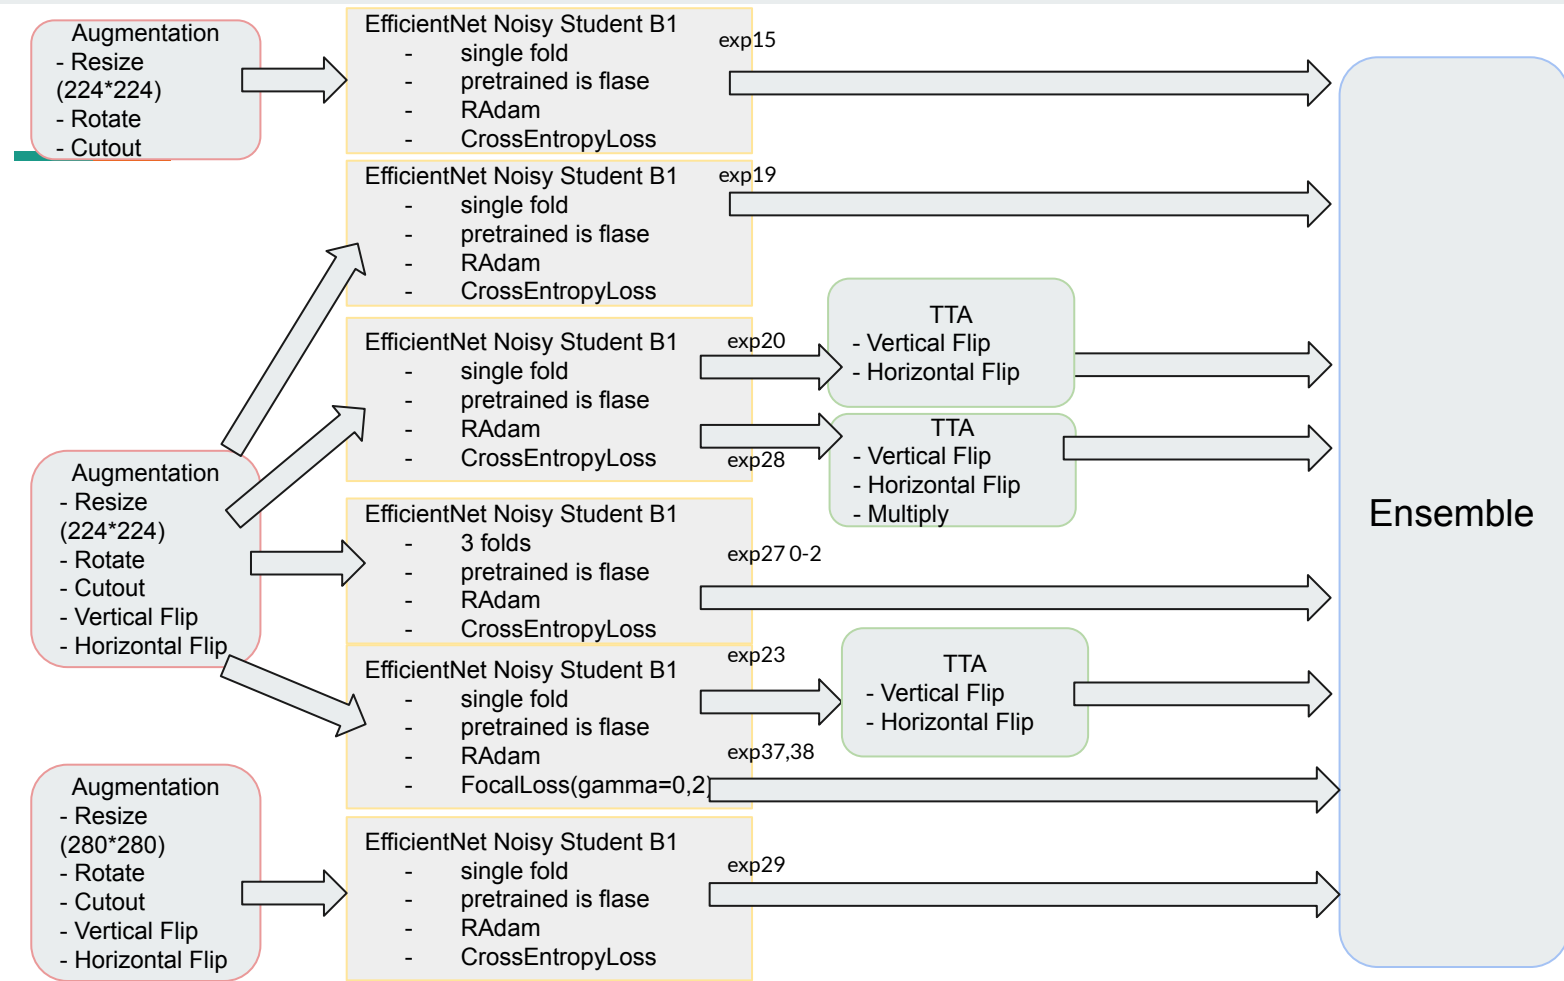 Augmentation
- Resize
(224*224)
- Rotate
- Cutout
EfficientNet Noisy Student B1
- single fold
- pretrained is flase
- RAdam
- CrossEntropyLoss
exp15
EfficientNet Noisy Student B1
- single fold
- pretrained is flase
- RAdam
- CrossEntropyLoss
exp19
EfficientNet Noisy Student B1
- single fold
- pretrained is flase
- RAdam
- CrossEntropyLoss
exp20
exp28
TTA
- Vertical Flip
- Horizontal Flip
TTA
- Vertical Flip
- Horizontal Flip
- Multiply
Augmentation
- Resize
(224*224)
- Rotate
- Cutout
- Vertical Flip
- Horizontal Flip
EfficientNet Noisy Student B1
- 3 folds
- pretrained is flase
- RAdam
- CrossEntropyLoss
exp27 0-2
EfficientNet Noisy Student B1
- single fold
- pretrained is flase
- RAdam
- FocalLoss(gamma=0,2)
exp23
exp37,38
TTA
- Vertical Flip
- Horizontal Flip
Augmentation
- Resize
(280*280)
- Rotate
- Cutout
- Vertical Flip
- Horizontal Flip
EfficientNet Noisy Student B1
- single fold
- pretrained is flase
- RAdam
- CrossEntropyLoss
exp29
Ensemble